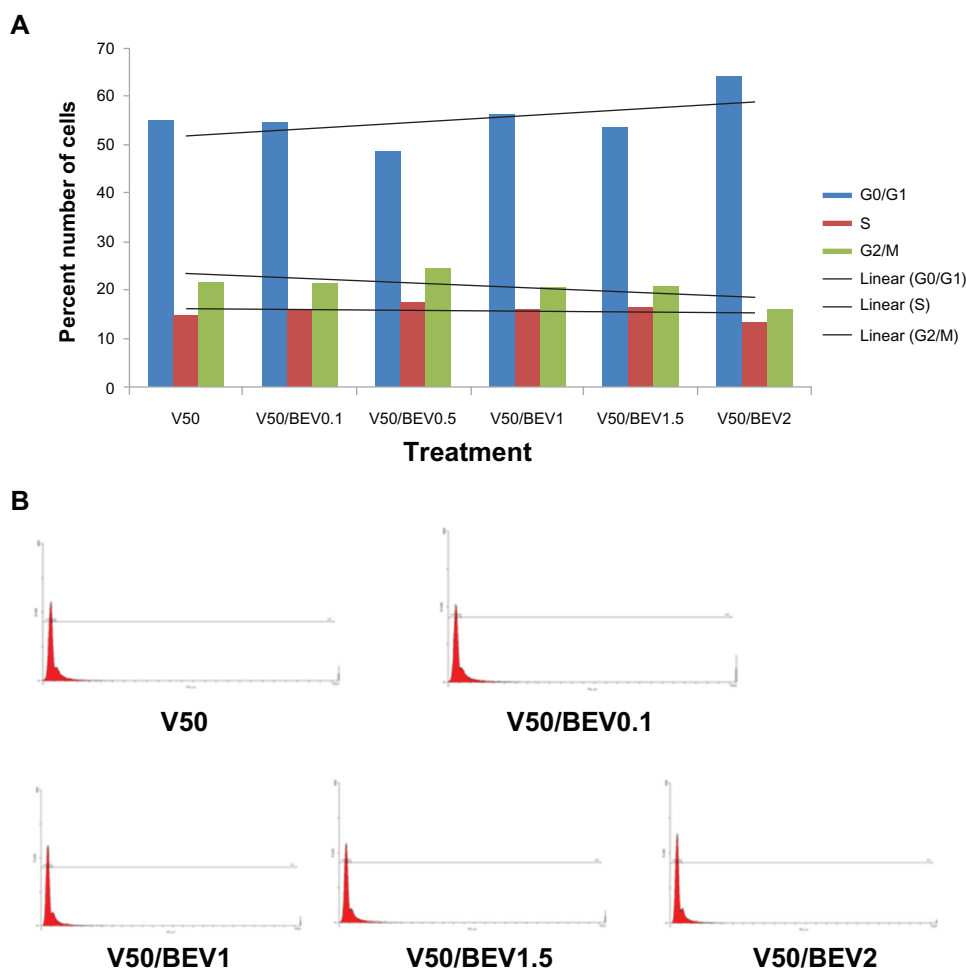 A
70
60
50
40
30
20
10
0
Percent number of cells
V50 V50/BEV0.1 V50/BEV0.5 V50/BEV1 V50/BEV1.5 V50/BEV2
Treatment
G0/G1
S
G2/M
Linear (G0/G1)
Linear (S)
Linear (G2/M)
B
V50 V50/BEV0.1
V50/BEV1 V50/BEV1.5 V50/BEV2